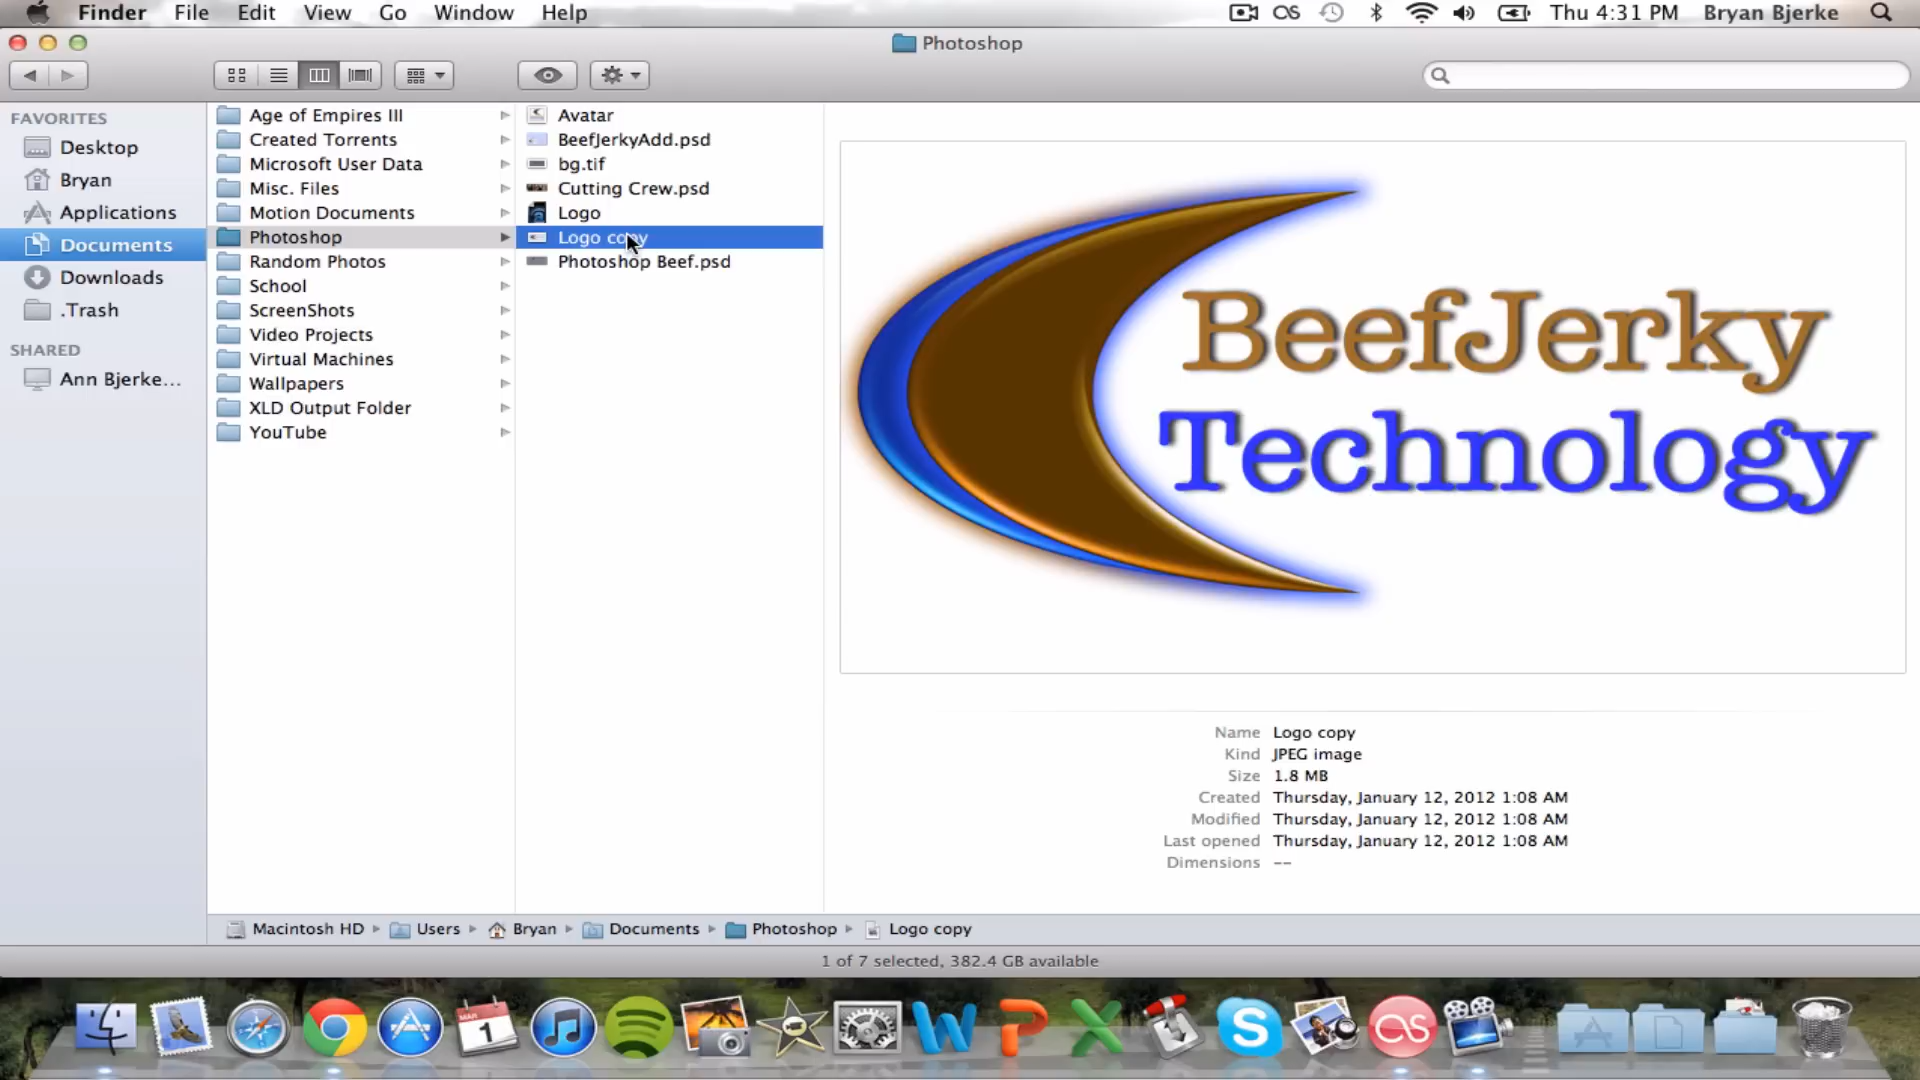 Finder File Edit View Go Window Help Thu 4:31 PM Bryan Bjerke
Photoshop
FAVORITES
Desktop
Bryan
Applications
Documents
Downloads
.Trash
SHARED
Ann Bjerke...
Age of Empires III
Created Torrents
Microsoft User Data
Misc. Files
Motion Documents
Photoshop
Random Photos
School
ScreenShots
Video Projects
Virtual Machines
Wallpapers
XLD Output Folder
YouTube
Avatar
BeefJerkyAdd.psd
bg.tif
Cutting Crew.psd
Logo
Logo copy
Photoshop Beef.psd
BeefJerky
Technology
Name Logo copy
Kind JPEG image
Size 1.8 MB
Created Thursday, January 12, 2012 1:08 AM
Modified Thursday, January 12, 2012 1:08 AM
Last opened Thursday, January 12, 2012 1:08 AM
Dimensions --
Macintosh HD Users Bryan Documents Photoshop Logo copy
1 of 7 selected, 382.4 GB available
MAR
1